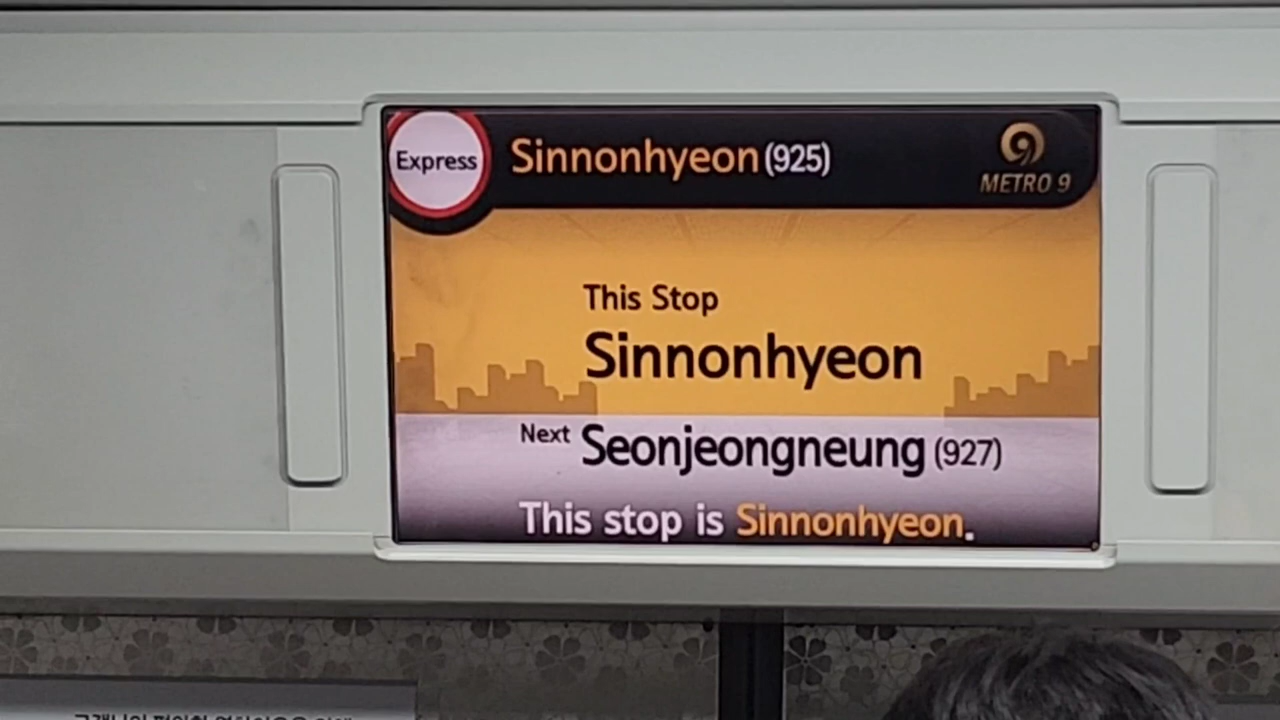 Express
Sinnonhyeon (925)
METRO 9
This Stop
Sinnonhyeon
Next Seonjeongneung (927)
This stop is Sinnonhyeon.